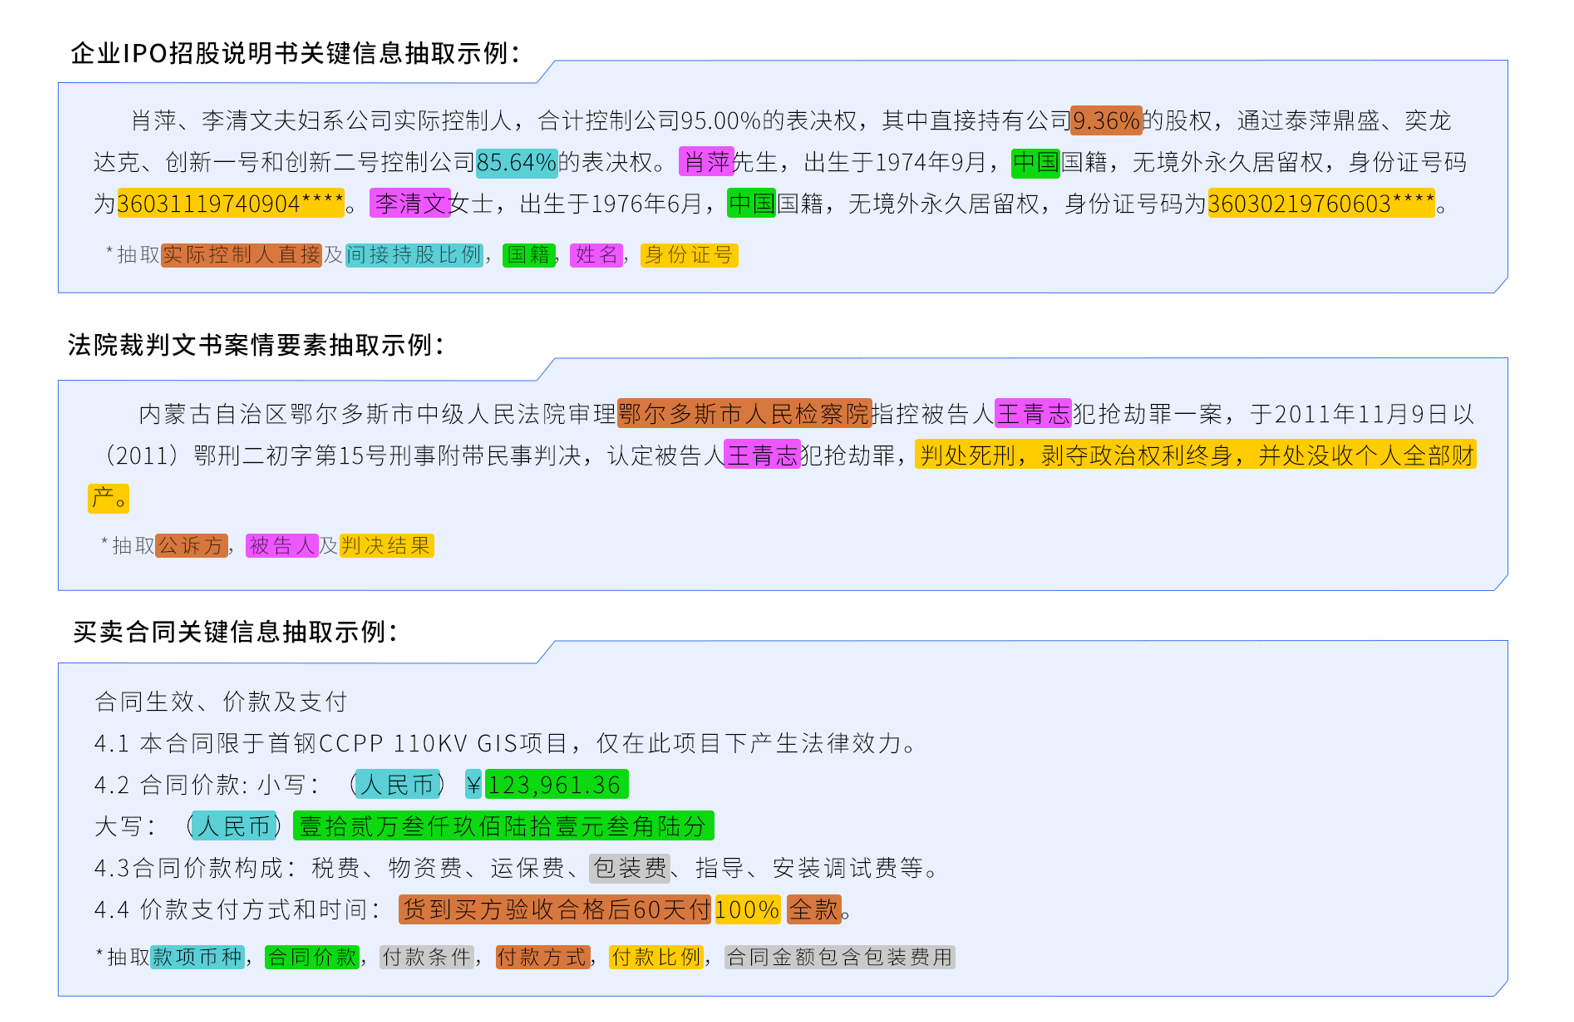 企业IPO招股说明书关键信息抽取示例：
肖萍、李清文夫妇系公司实际控制人，合计控制公司95.00%的表决权，其中直接持有公司9.36%的股权，通过泰萍鼎盛、奕龙
达克、创新一号和创新二号控制公司85.64%的表决权。肖萍先生，出生于1974年9月，中国国籍，无境外永久居留权，身份证号码
为36031119740904****。李清文女士，出生于1976年6月，中国国籍，无境外永久居留权，身份证号码为36030219760603****。
*抽取实际控制人直接及间接持股比例，国籍，姓名，身份证号
法院裁判文书案情要素抽取示例：
内蒙古自治区鄂尔多斯市中级人民法院审理鄂尔多斯市人民检察院指控被告人王青志犯抢劫罪一案，于2011年11月9日以
（2011）鄂刑二初字第15号刑事附带民事判决，认定被告人王青志犯抢劫罪，判处死刑，剥夺政治权利终身，并处没收个人全部财
产。
*抽取公诉方，被告人及判决结果
买卖合同关键信息抽取示例：
合同生效、价款及支付
4.1 本合同限于首钢CCPP 110KV GIS项目，仅在此项目下产生法律效力。
4.2 合同价款: 小写：（人民币）￥123,961.36
大写：（人民币）壹拾贰万叁仟玖佰陆拾壹元叁角陆分
4.3合同价款构成：税费、物资费、运保费、包装费、指导、安装调试费等。
4.4 价款支付方式和时间：货到买方验收合格后60天付100% 全款。
*抽取款项币种，合同价款，付款条件，付款方式，付款比例，合同金额包含包装费用